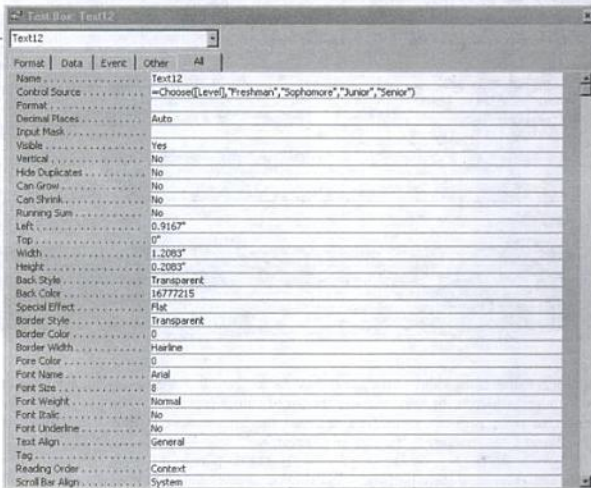 Text Box: Text12
Text12
Format Data Event Other All
Name Text12
Control Source =Choose([Level],"Freshman","Sophomore","Junior","Senior")
Format
Decimal Places Auto
Input Mask
Visible Yes
Vertical No
Hide Duplicates No
Can Grow No
Can Shrink No
Running Sum No
Left 0.9167"
Top 0"
Width 1.2083"
Height 0.2083"
Back Style Transparent
Back Color 16777215
Special Effect Flat
Border Style Transparent
Border Color 0
Border Width Hairline
Fore Color 0
Font Name Arial
Font Size 8
Font Weight Normal
Font Italic No
Font Underline No
Text Align General
Tag
Reading Order Context
Scroll Bar Align System